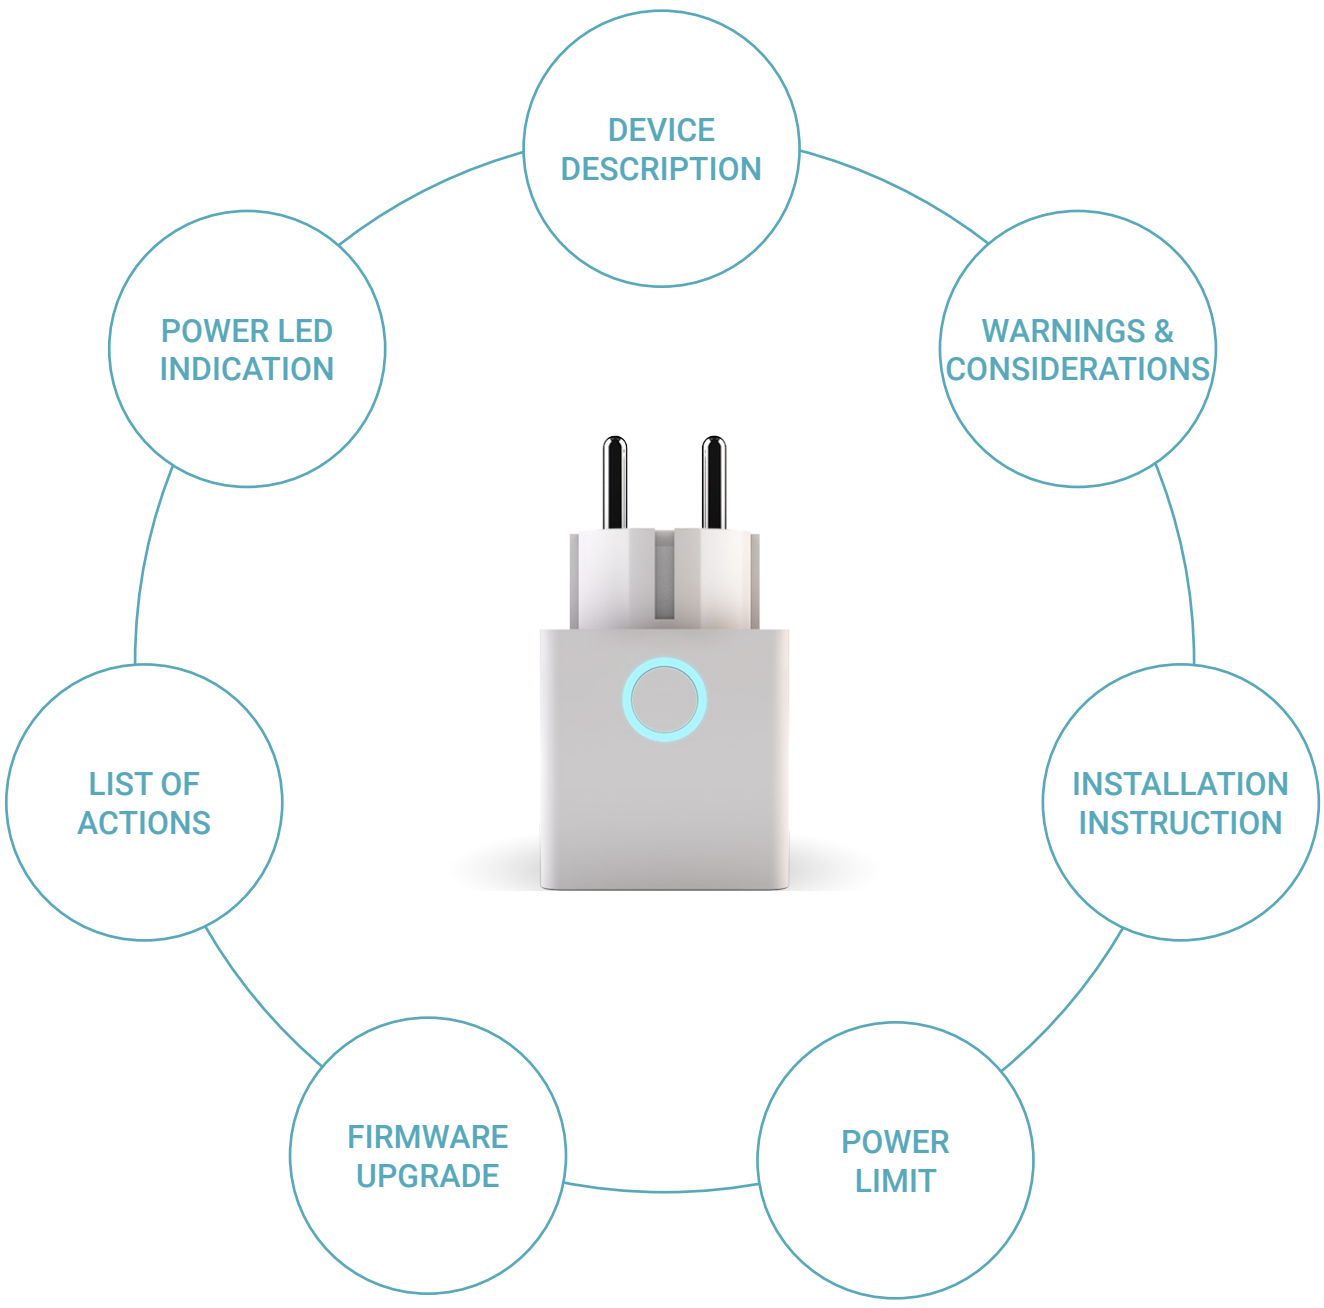 DEVICE
DESCRIPTION
WARNINGS &
CONSIDERATIONS
INSTALLATION
INSTRUCTION
POWER
LIMIT
FIRMWARE
UPGRADE
LIST OF
ACTIONS
POWER LED
INDICATION